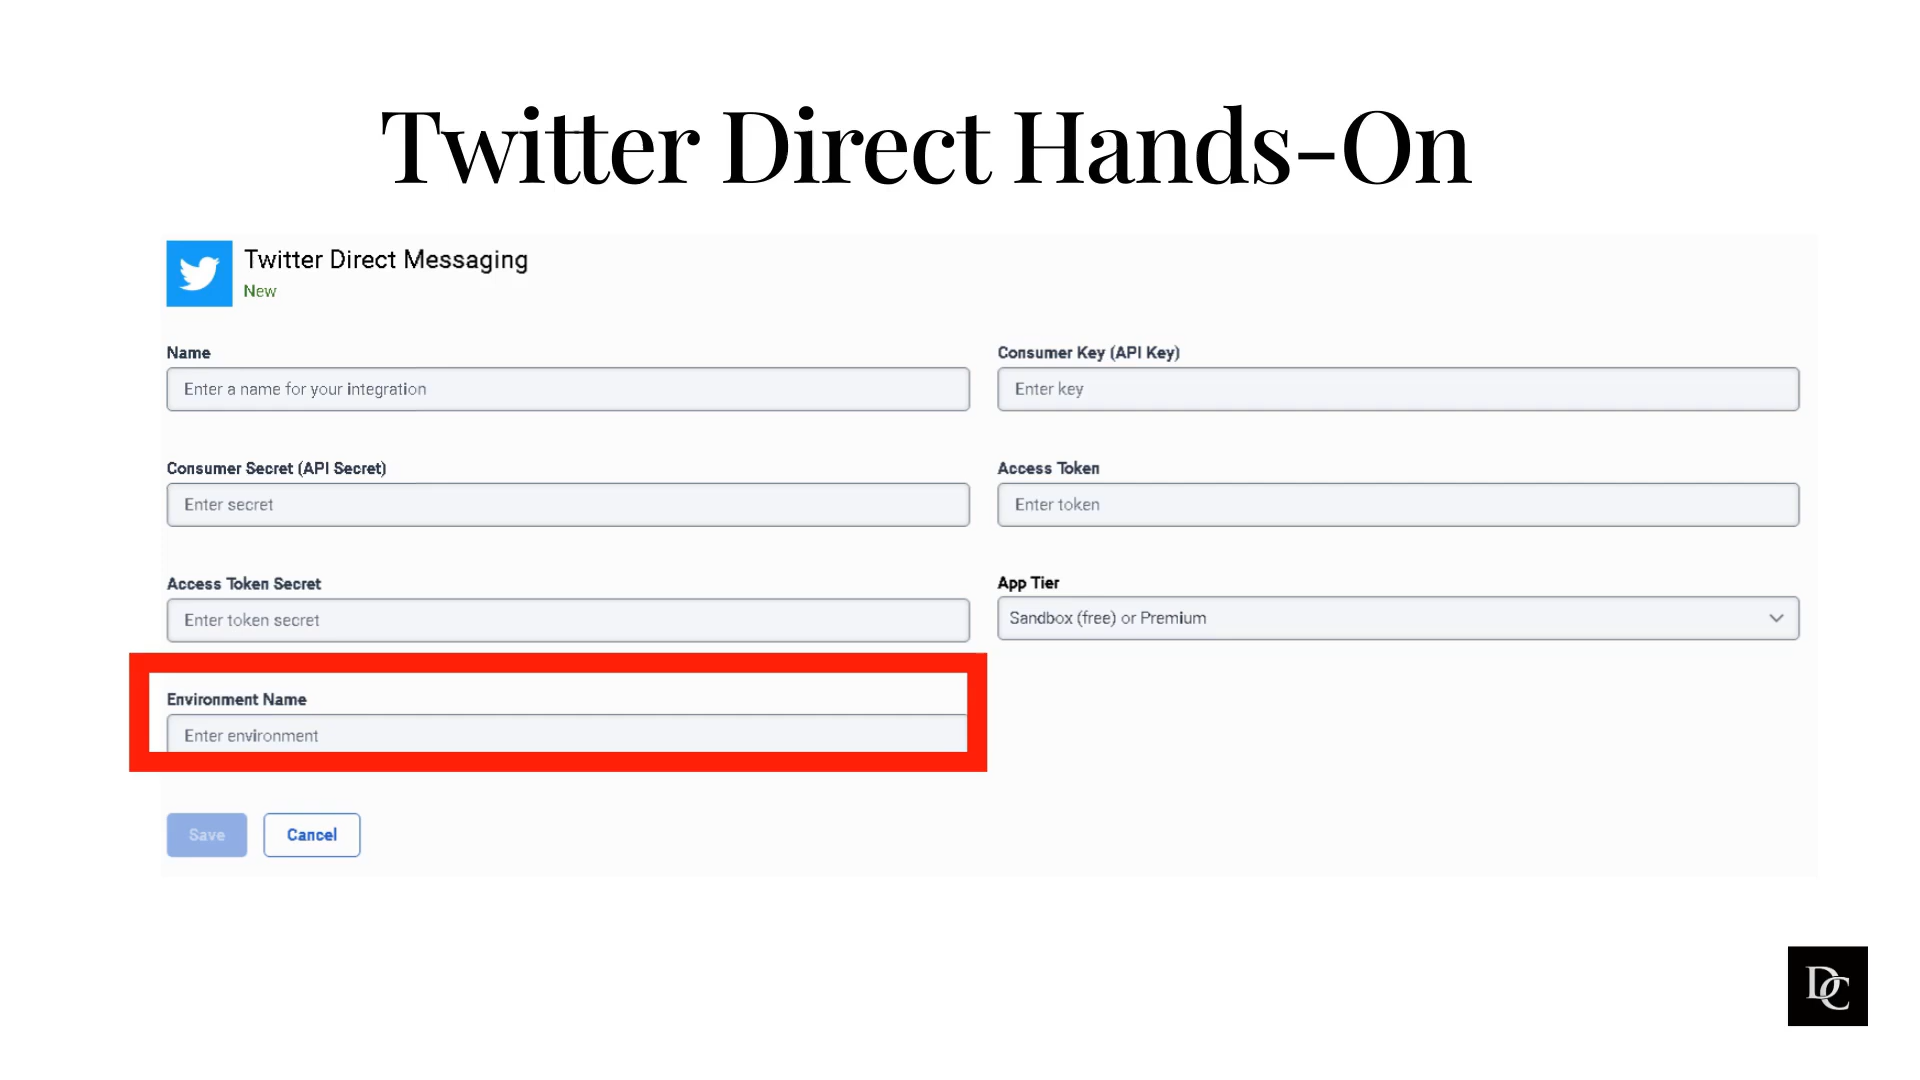 Twitter Direct Hands-On
Twitter Direct Messaging
New
Name
Enter a name for your integration
Consumer Key (API Key)
Enter key
Consumer Secret (API Secret)
Enter secret
Access Token
Enter token
Access Token Secret
Enter token secret
App Tier
Sandbox (free) or Premium
Environment Name
Enter environment
Save
Cancel
DC